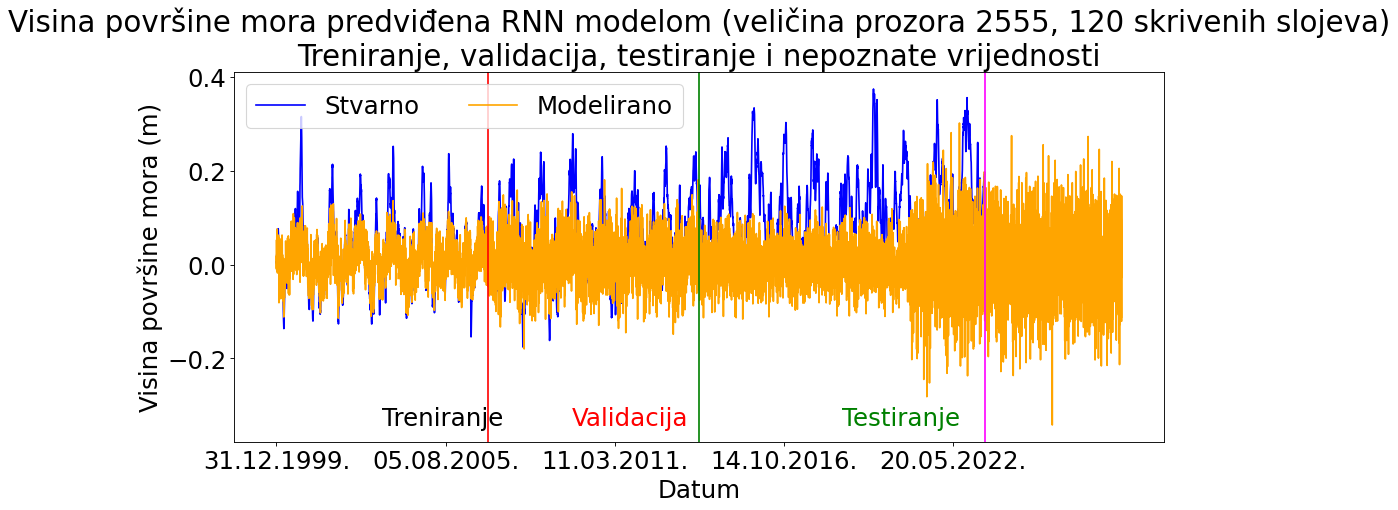 Visina površine mora predviđena RNN modelom (veličina prozora 2555, 120 skrivenih slojeva)
Treniranje, validacija, testiranje i nepoznate vrijednosti
Stvarno
Modelirano
Visina površine mora (m)
0.4
0.2
0.0
−0.2
Treniranje
Validacija
Testiranje
31.12.1999.
05.08.2005.
11.03.2011.
14.10.2016.
20.05.2022.
Datum